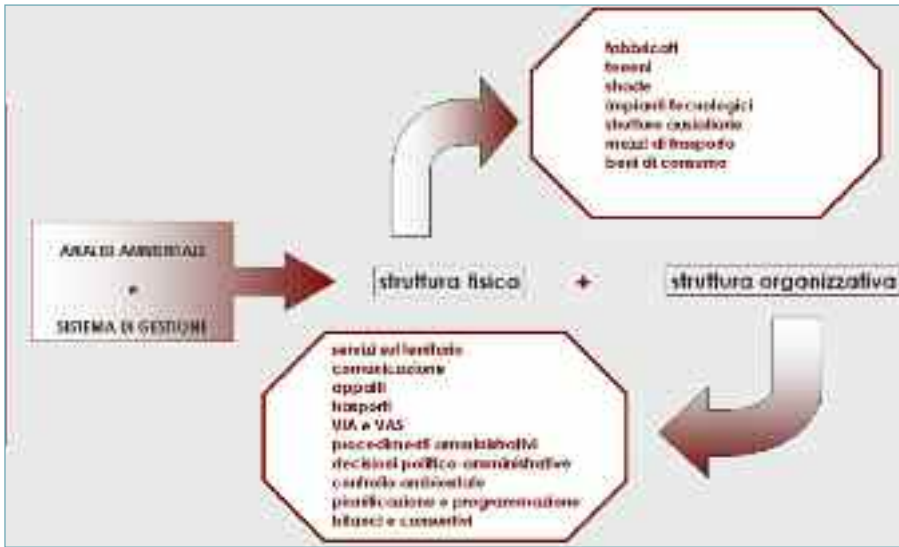 fabbricati
terreni
strade
impianti tecnologici
strutture ausiliarie
mezzi di trasporto
beni di consumo
ANALISI AMBIENTALE
e
SISTEMA DI GESTIONE
struttura fisica
+
struttura organizzativa
servizi sul territorio
comunicazione
appalti
trasporti
VIA e VAS
procedimenti amministrativi
decisioni politico-amministrative
controllo ambientale
pianificazione e programmazione
bilanci e consuntivi